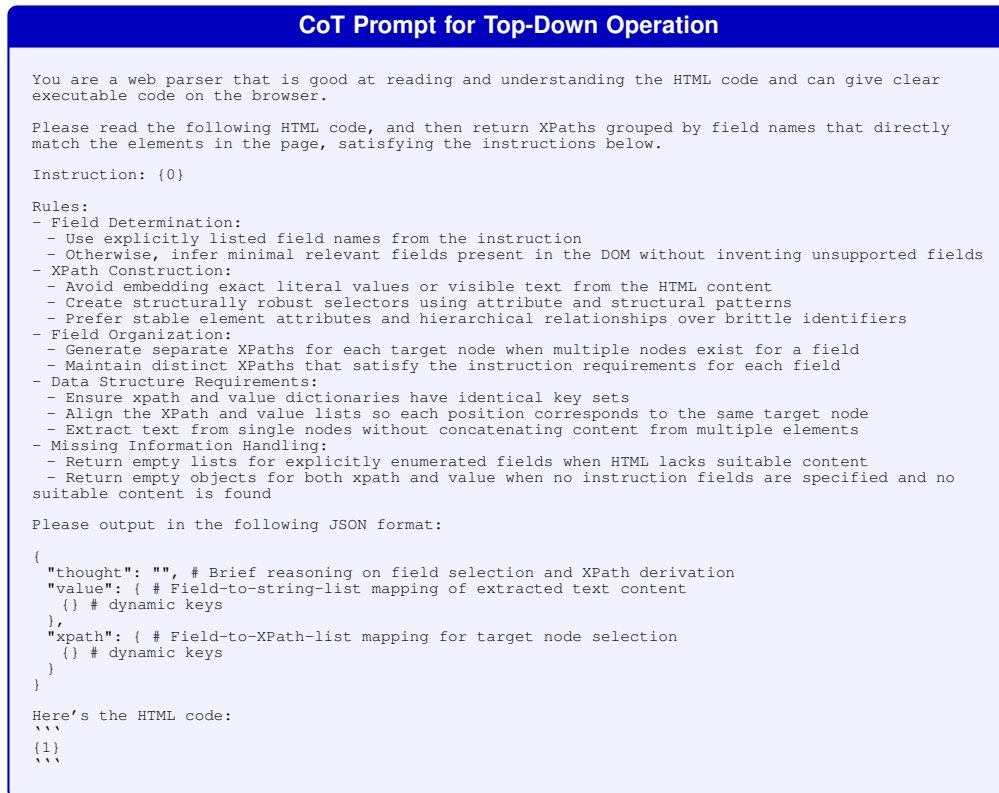 CoT Prompt for Top-Down Operation
You are a web parser that is good at reading and understanding the HTML code and can give clear
executable code on the browser.
Please read the following HTML code, and then return XPaths grouped by field names that directly
match the elements in the page, satisfying the instructions below.
Instruction: {0}
Rules:
- Field Determination:
  - Use explicitly listed field names from the instruction
  - Otherwise, infer minimal relevant fields present in the DOM without inventing unsupported fields
- XPath Construction:
  - Avoid embedding exact literal values or visible text from the HTML content
  - Create structurally robust selectors using attribute and structural patterns
  - Prefer stable element attributes and hierarchical relationships over brittle identifiers
- Field Organization:
  - Generate separate XPaths for each target node when multiple nodes exist for a field
  - Maintain distinct XPaths that satisfy the instruction requirements for each field
- Data Structure Requirements:
  - Ensure xpath and value dictionaries have identical key sets
  - Align the XPath and value lists so each position corresponds to the same target node
  - Extract text from single nodes without concatenating content from multiple elements
- Missing Information Handling:
  - Return empty lists for explicitly enumerated fields when HTML lacks suitable content
  - Return empty objects for both xpath and value when no instruction fields are specified and no
suitable content is found
Please output in the following JSON format:
{
  "thought": "", # Brief reasoning on field selection and XPath derivation
  "value": { # Field-to-string-list mapping of extracted text content
    {} # dynamic keys
  },
  "xpath": { # Field-to-XPath-list mapping for target node selection
    {} # dynamic keys
  }
}
Here's the HTML code:
```
{1}
```